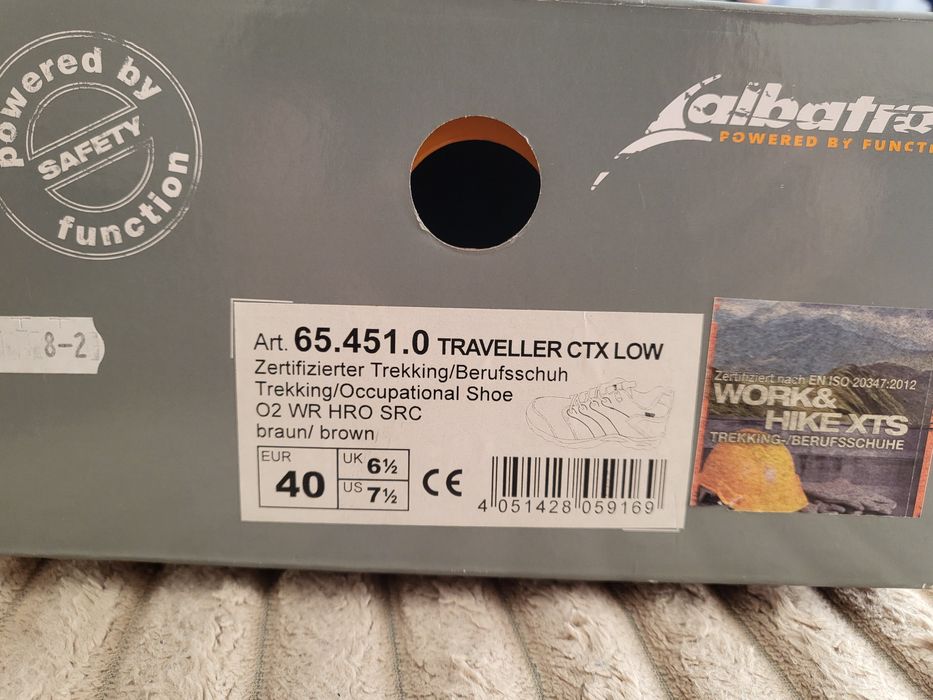 powered by
SAFETY
function
albatro
POWERED BY FUNCTI
8-2
Art. 65.451.0 TRAVELLER CTX LOW
Zertifizierter Trekking/Berufsschuh
Trekking/Occupational Shoe
O2 WR HRO SRC
braun/ brown
EUR
40
UK 6½
US 7½
CE
4 051428 059169
Zertifiziert nach EN ISO 20347:2012
WORK&
HIKE XTS
TREKKING-/BERUFSSCHUHE